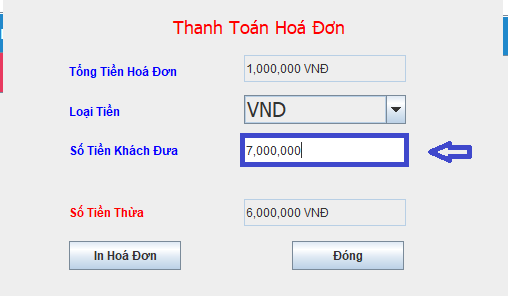 Thanh Toán Hoá Đơn
Tổng Tiền Hoá Đơn 1,000,000 VNĐ
Loại Tiền VND
Số Tiền Khách Đưa 7,000,000
Số Tiền Thừa 6,000,000 VNĐ
In Hoá Đơn Đóng